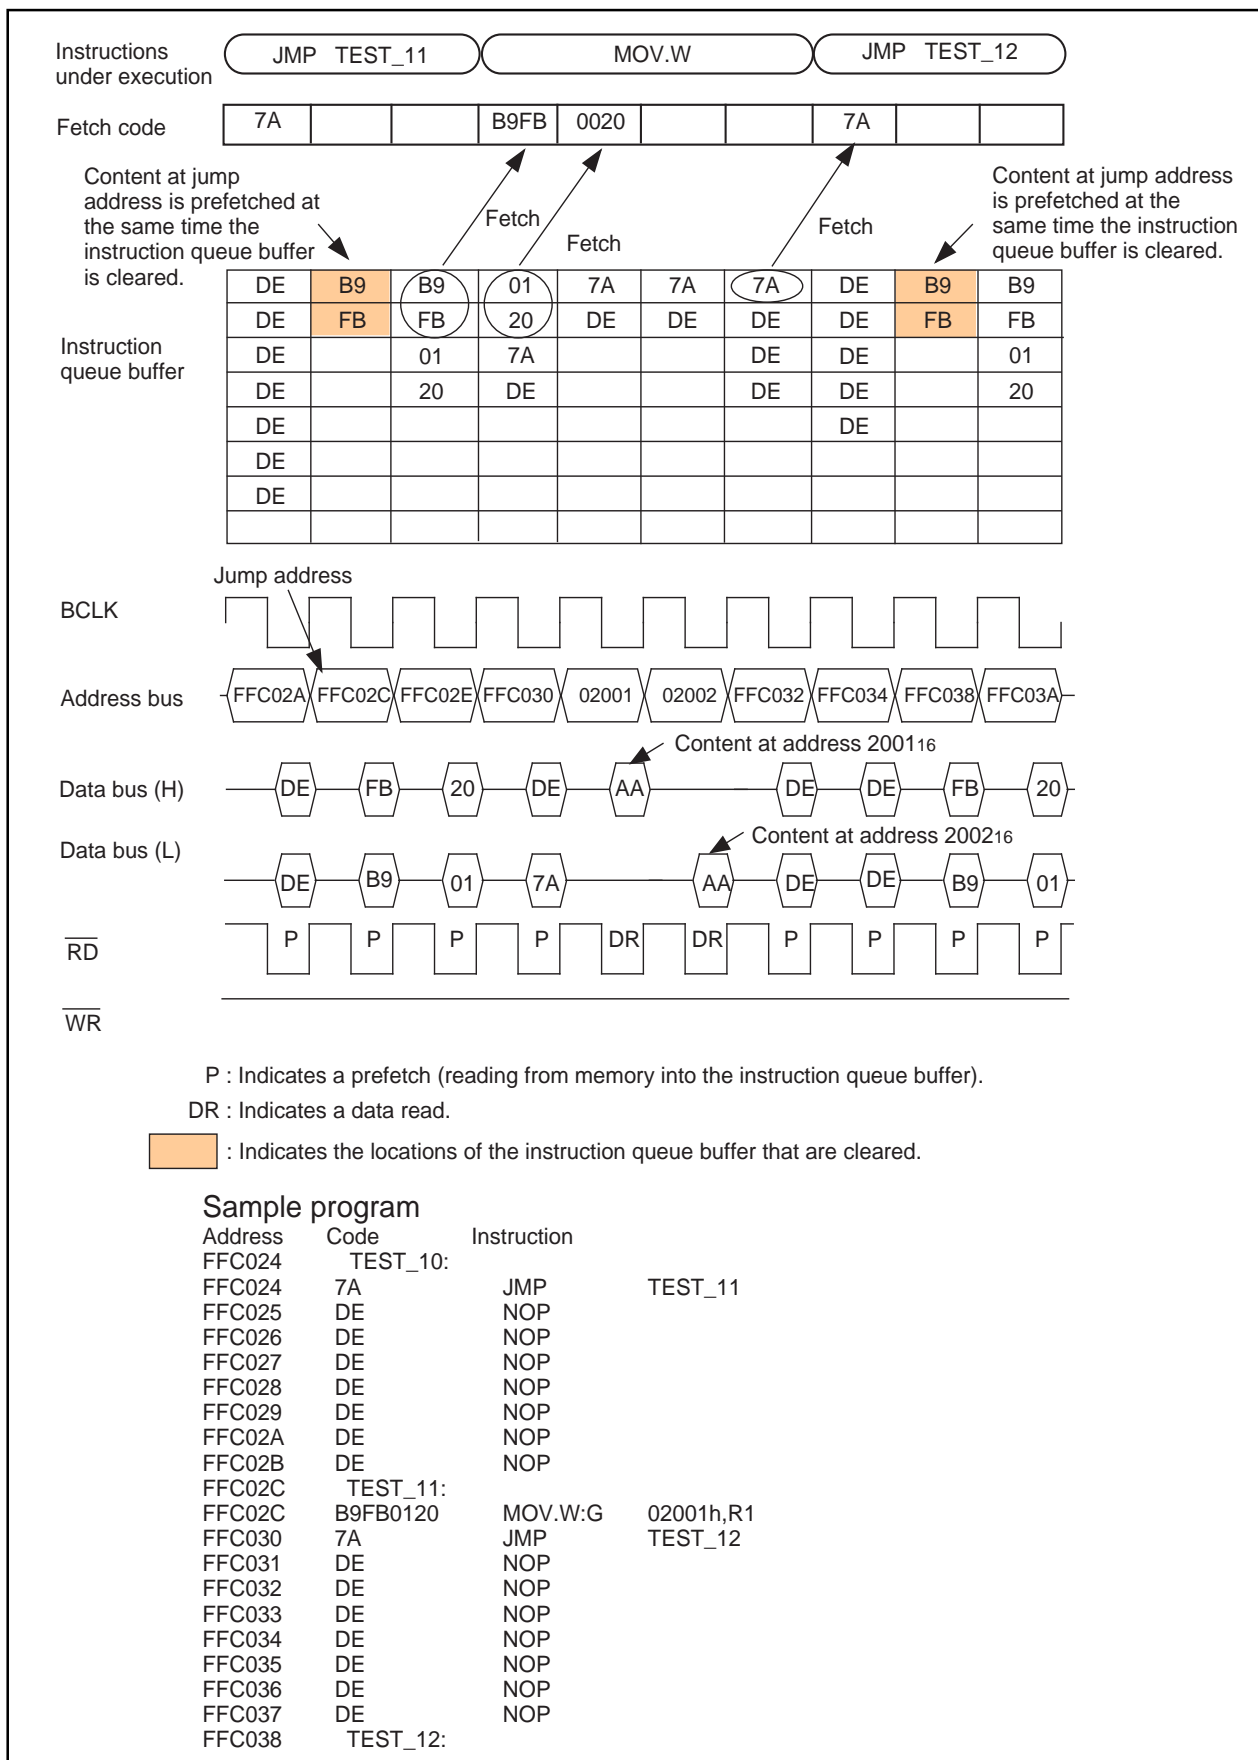 Instructions
under execution
JMP TEST_11
MOV.W
JMP TEST_12
Fetch code
7A B9FB 0020 7A
Content at jump
address is prefetched at
the same time the
instruction queue buffer
is cleared.
Fetch
Fetch
Fetch
Content at jump address
is prefetched at the
same time the instruction
queue buffer is cleared.
Instruction
queue buffer
DE B9 B9 01 7A 7A 7A DE B9 B9
DE FB FB 20 DE DE DE DE FB FB
DE 01 7A DE DE 01
DE 20 DE DE DE 20
DE DE
DE
DE
Jump address
BCLK
Address bus
FFC02A FFC02C FFC02E FFC030 02001 02002 FFC032 FFC034 FFC038 FFC03A
Content at address 200116
Data bus (H)
DE FB 20 DE AA DE DE FB 20
Content at address 200216
Data bus (L)
DE B9 01 7A AA DE DE B9 01
RD
P P P P DR DR P P P P
WR
P : Indicates a prefetch (reading from memory into the instruction queue buffer).
DR : Indicates a data read.
: Indicates the locations of the instruction queue buffer that are cleared.
Sample program
Address Code Instruction
FFC024 TEST_10:
FFC024 7A JMP TEST_11
FFC025 DE NOP
FFC026 DE NOP
FFC027 DE NOP
FFC028 DE NOP
FFC029 DE NOP
FFC02A DE NOP
FFC02B DE NOP
FFC02C TEST_11:
FFC02C B9FB0120 MOV.W:G 02001h,R1
FFC030 7A JMP TEST_12
FFC031 DE NOP
FFC032 DE NOP
FFC033 DE NOP
FFC034 DE NOP
FFC035 DE NOP
FFC036 DE NOP
FFC037 DE NOP
FFC038 TEST_12: